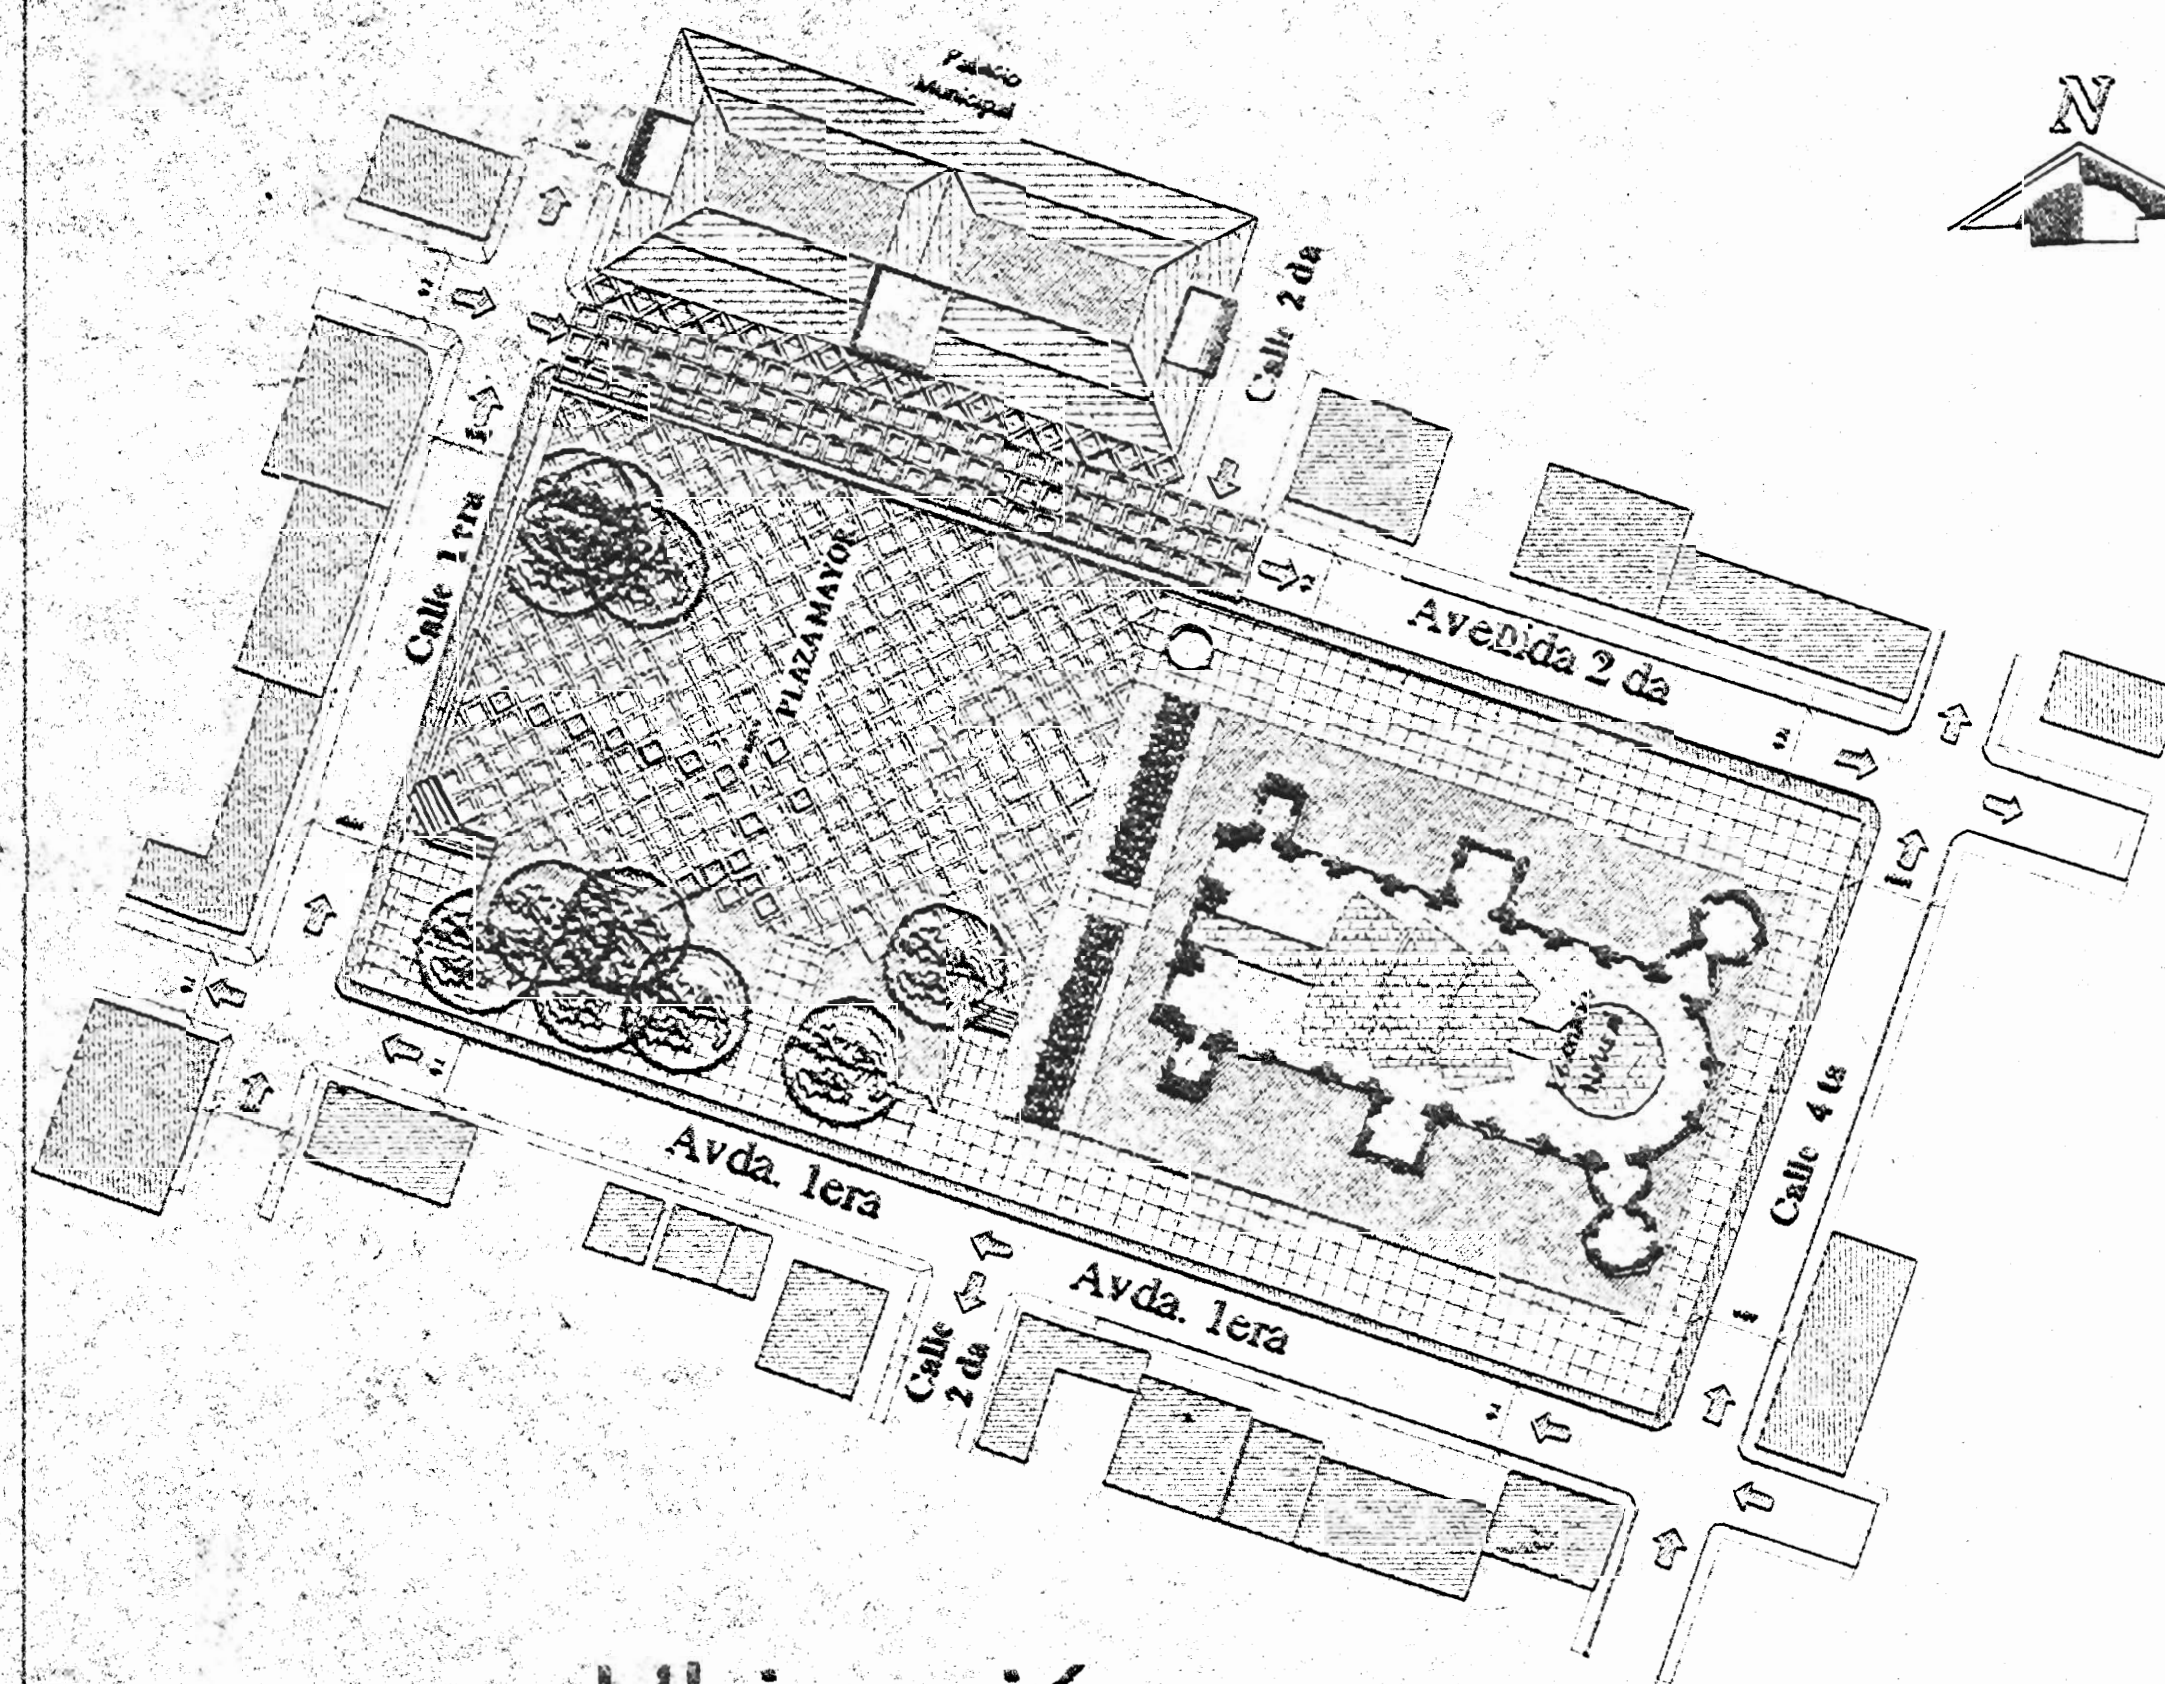 Palacio
Municipal
N
Calle 2 da
Calle 1 rra
PLAZA MAYOR
Avenida 2 da
Calle 4 ta
Avda. 1era
Avda. 1era
Calle
2 da